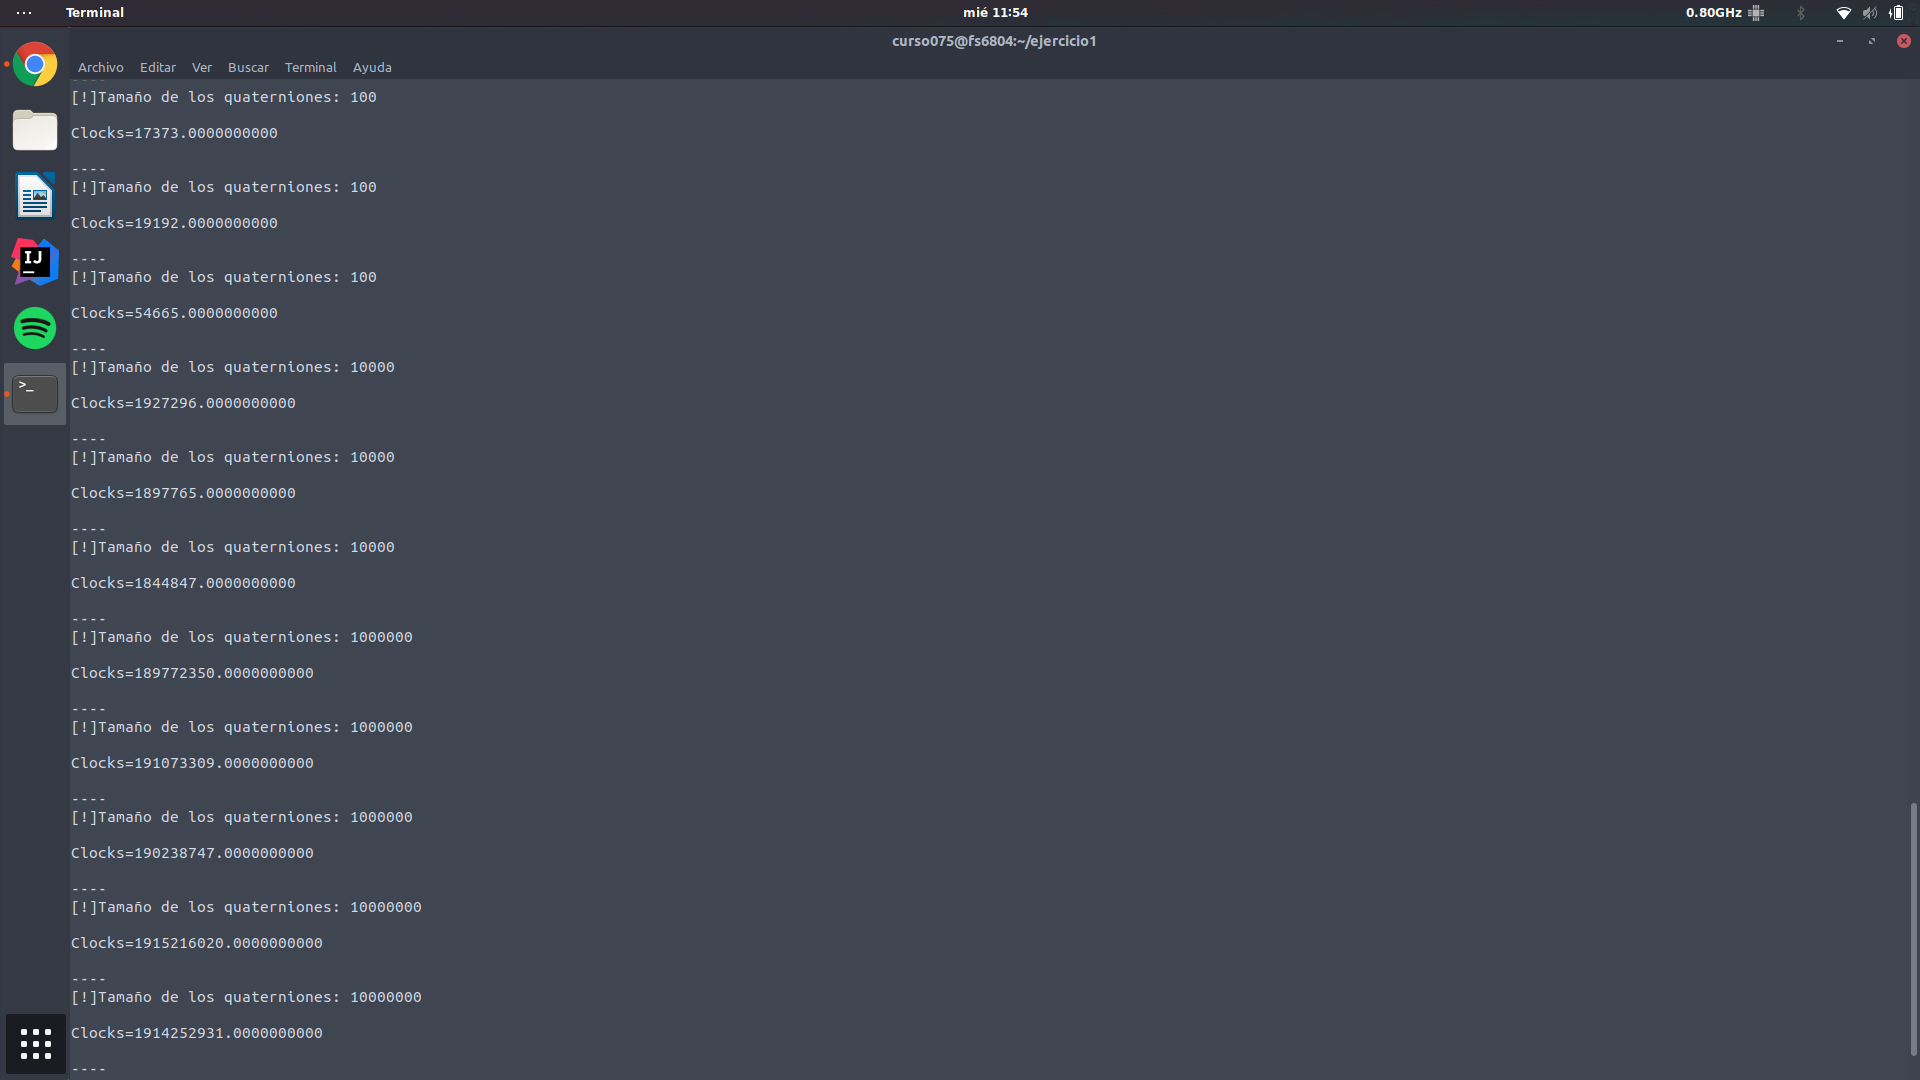 Terminal
mié 11:54
0.80GHz
curso075@fs6804:~/ejercicio1
Archivo Editar Ver Buscar Terminal Ayuda
----
[!]Tamaño de los quaterniones: 100
Clocks=17373.0000000000
----
[!]Tamaño de los quaterniones: 100
Clocks=19192.0000000000
----
[!]Tamaño de los quaterniones: 100
Clocks=54665.0000000000
----
[!]Tamaño de los quaterniones: 10000
Clocks=1927296.0000000000
----
[!]Tamaño de los quaterniones: 10000
Clocks=1897765.0000000000
----
[!]Tamaño de los quaterniones: 10000
Clocks=1844847.0000000000
----
[!]Tamaño de los quaterniones: 1000000
Clocks=189772350.0000000000
----
[!]Tamaño de los quaterniones: 1000000
Clocks=191073309.0000000000
----
[!]Tamaño de los quaterniones: 1000000
Clocks=190238747.0000000000
----
[!]Tamaño de los quaterniones: 10000000
Clocks=1915216020.0000000000
----
[!]Tamaño de los quaterniones: 10000000
Clocks=1914252931.0000000000
----
IJ
>_